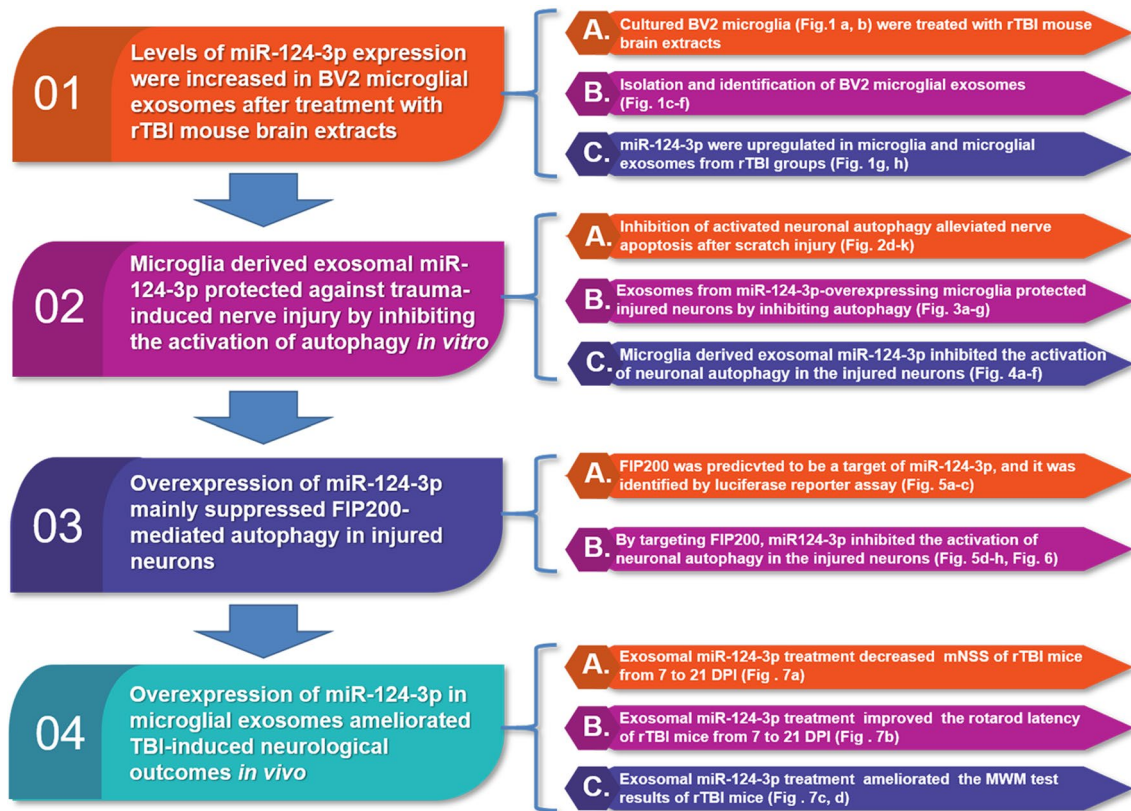 01
Levels of miR-124-3p expression
were increased in BV2 microglial
exosomes after treatment with
rTBI mouse brain extracts
A.
Cultured BV2 microglia (Fig.1 a, b) were treated with rTBI mouse
brain extracts
B.
Isolation and identification of BV2 microglial exosomes
(Fig. 1c-f)
C.
miR-124-3p were upregulated in microglia and microglial
exosomes from rTBI groups (Fig. 1g, h)
02
Microglia derived exosomal miR-
124-3p protected against trauma-
induced nerve injury by inhibiting
the activation of autophagy in vitro
A.
Inhibition of activated neuronal autophagy alleviated nerve
apoptosis after scratch injury (Fig. 2d-k)
B.
Exosomes from miR-124-3p-overexpressing microglia protected
injured neurons by inhibiting autophagy (Fig. 3a-g)
C.
Microglia derived exosomal miR-124-3p inhibited the activation
of neuronal autophagy in the injured neurons (Fig. 4a-f)
03
Overexpression of miR-124-3p
mainly suppressed FIP200-
mediated autophagy in injured
neurons
A.
FIP200 was predicvted to be a target of miR-124-3p, and it was
identified by luciferase reporter assay (Fig. 5a-c)
B.
By targeting FIP200, miR124-3p inhibited the activation of
neuronal autophagy in the injured neurons (Fig. 5d-h, Fig. 6)
04
Overexpression of miR-124-3p in
microglial exosomes ameliorated
TBI-induced neurological
outcomes in vivo
A.
Exosomal miR-124-3p treatment decreased mNSS of rTBI mice
from 7 to 21 DPI (Fig . 7a)
B.
Exosomal miR-124-3p treatment improved the rotarod latency
of rTBI mice from 7 to 21 DPI (Fig . 7b)
C.
Exosomal miR-124-3p treatment ameliorated the MWM test
results of rTBI mice (Fig . 7c, d)